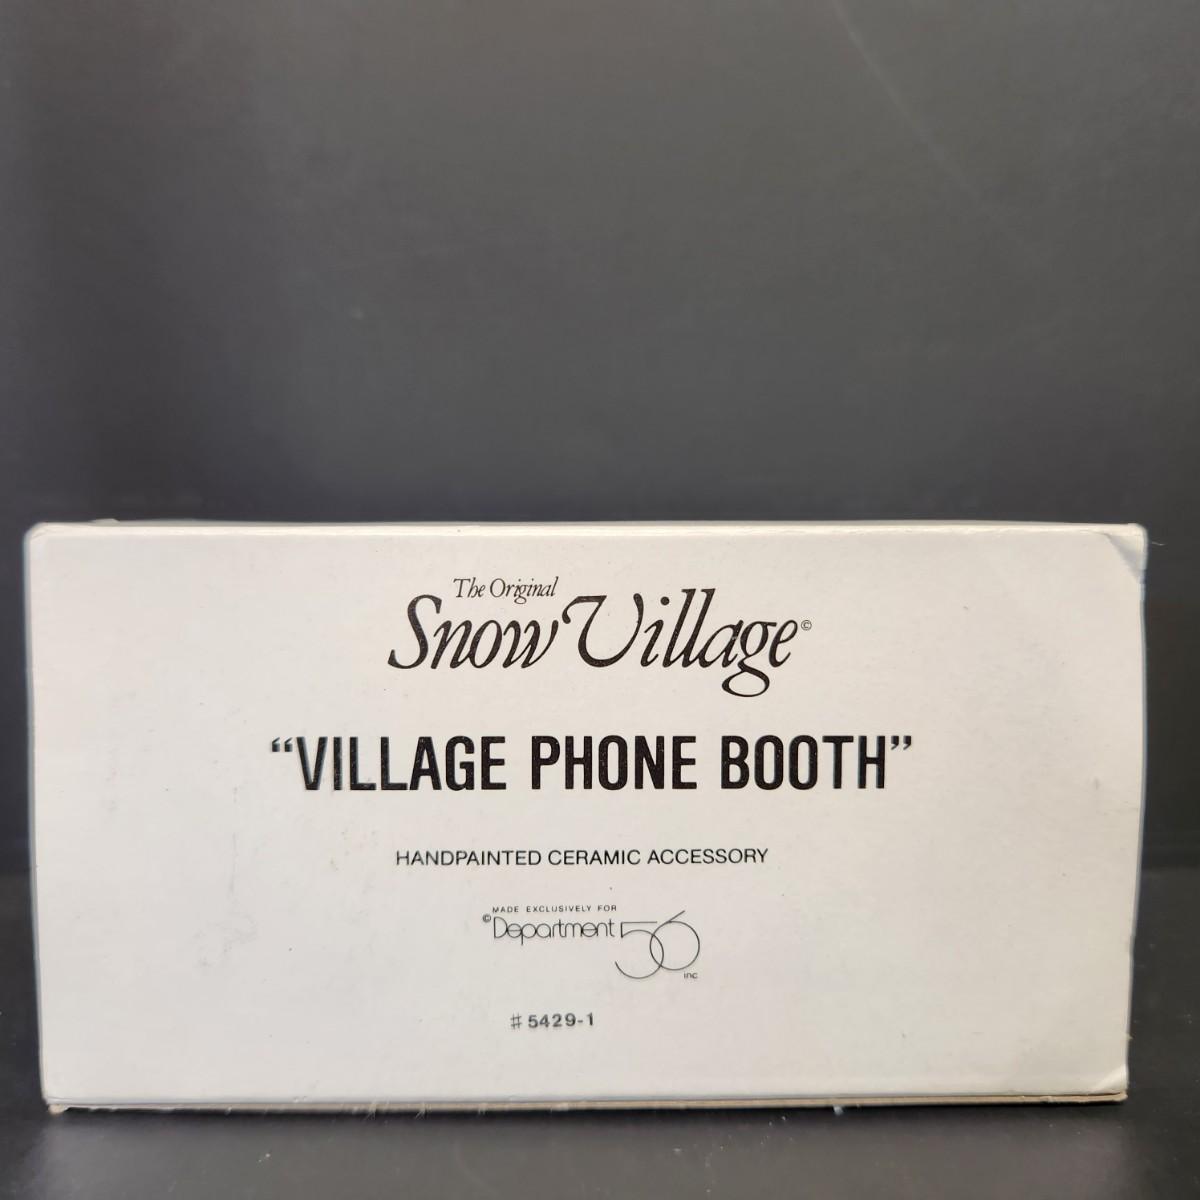 The Original
Snow Village©
“VILLAGE PHONE BOOTH”
HANDPAINTED CERAMIC ACCESSORY
MADE EXCLUSIVELY FOR
©Department 56
inc
#5429-1